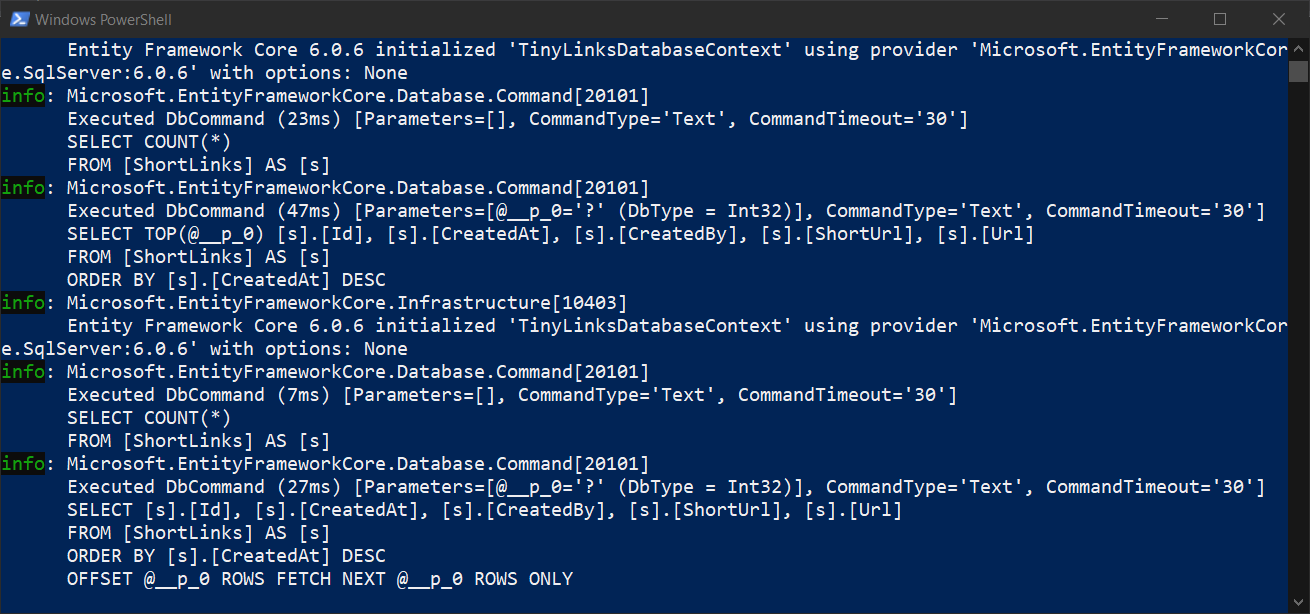 Windows PowerShell
Entity Framework Core 6.0.6 initialized 'TinyLinksDatabaseContext' using provider 'Microsoft.EntityFrameworkCor
e.SqlServer:6.0.6' with options: None
info: Microsoft.EntityFrameworkCore.Database.Command[20101]
Executed DbCommand (23ms) [Parameters=[], CommandType='Text', CommandTimeout='30']
SELECT COUNT(*)
FROM [ShortLinks] AS [s]
info: Microsoft.EntityFrameworkCore.Database.Command[20101]
Executed DbCommand (47ms) [Parameters=[@__p_0='?' (DbType = Int32)], CommandType='Text', CommandTimeout='30']
SELECT TOP(@__p_0) [s].[Id], [s].[CreatedAt], [s].[CreatedBy], [s].[ShortUrl], [s].[Url]
FROM [ShortLinks] AS [s]
ORDER BY [s].[CreatedAt] DESC
info: Microsoft.EntityFrameworkCore.Infrastructure[10403]
Entity Framework Core 6.0.6 initialized 'TinyLinksDatabaseContext' using provider 'Microsoft.EntityFrameworkCor
e.SqlServer:6.0.6' with options: None
info: Microsoft.EntityFrameworkCore.Database.Command[20101]
Executed DbCommand (7ms) [Parameters=[], CommandType='Text', CommandTimeout='30']
SELECT COUNT(*)
FROM [ShortLinks] AS [s]
info: Microsoft.EntityFrameworkCore.Database.Command[20101]
Executed DbCommand (27ms) [Parameters=[@__p_0='?' (DbType = Int32)], CommandType='Text', CommandTimeout='30']
SELECT [s].[Id], [s].[CreatedAt], [s].[CreatedBy], [s].[ShortUrl], [s].[Url]
FROM [ShortLinks] AS [s]
ORDER BY [s].[CreatedAt] DESC
OFFSET @__p_0 ROWS FETCH NEXT @__p_0 ROWS ONLY